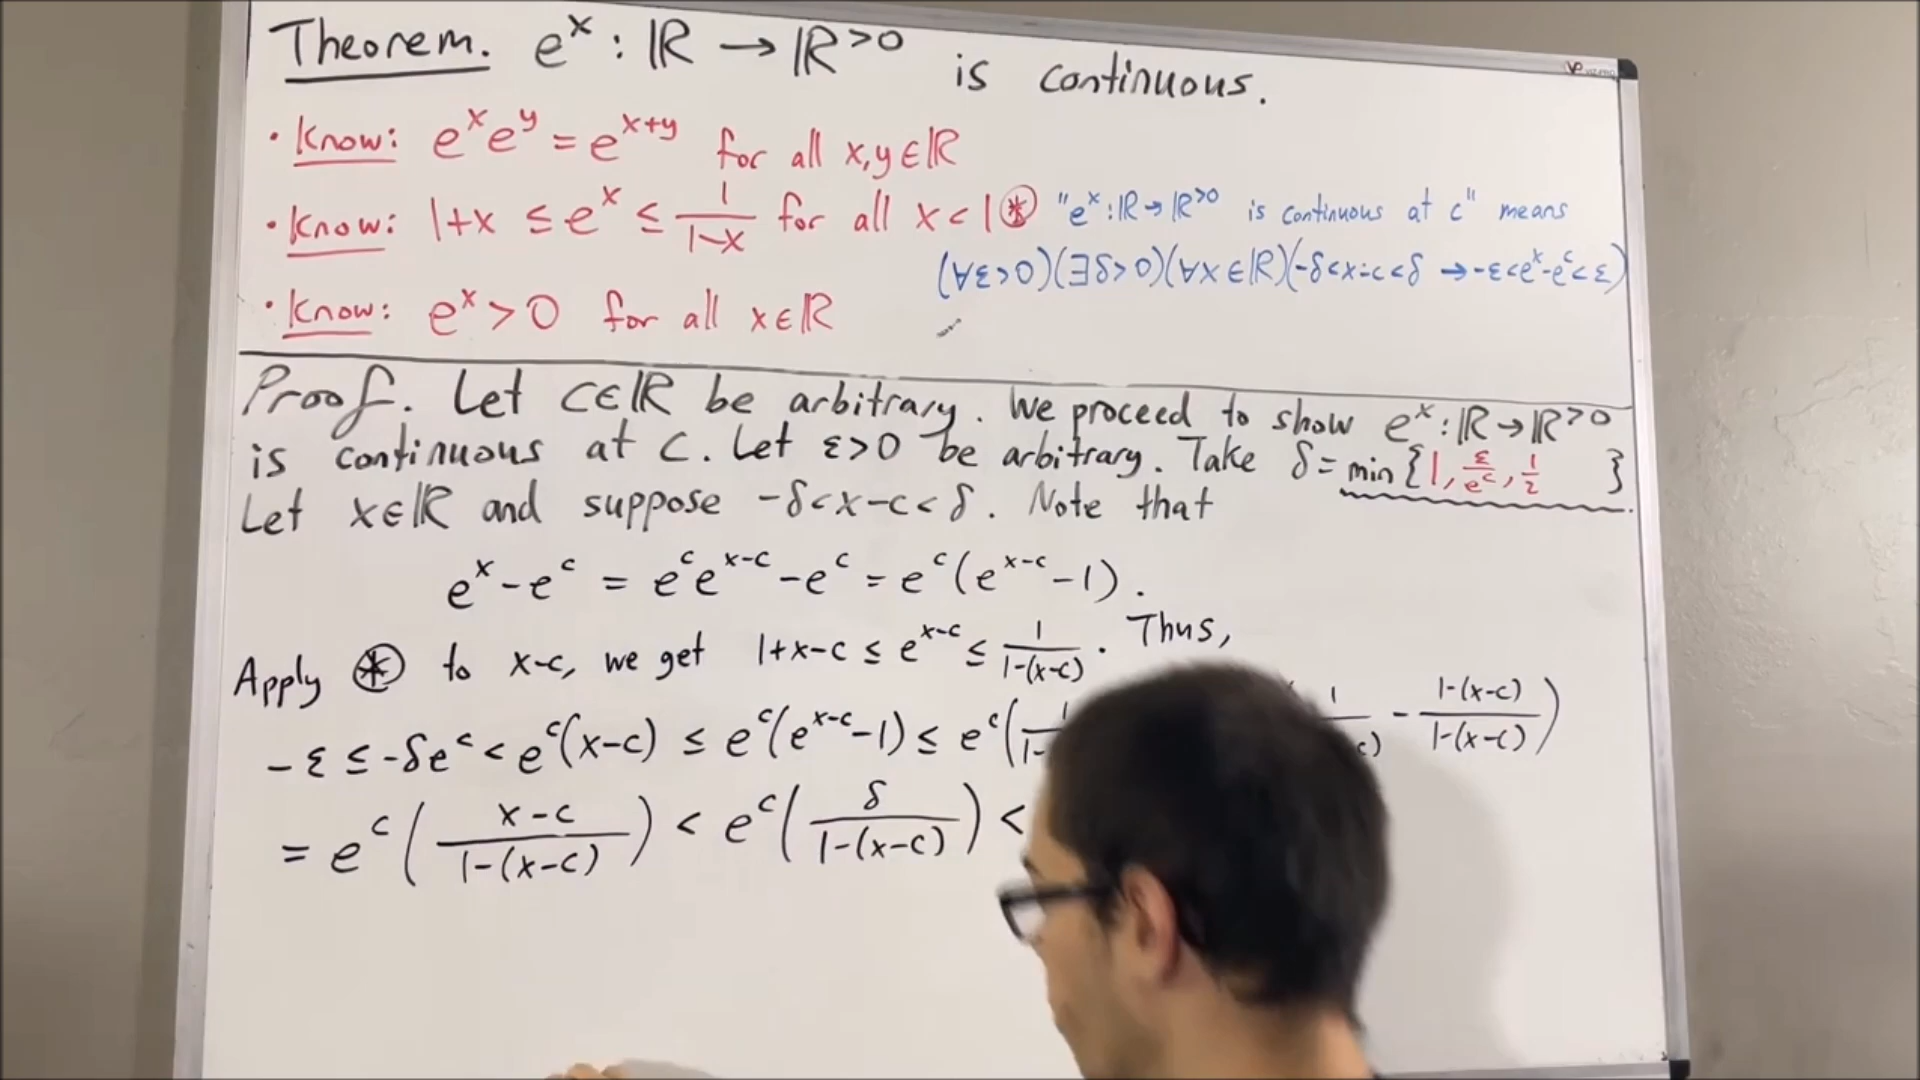 Theorem. e^x : ℝ → ℝ^{>0} is continuous.
• Know: e^x e^y = e^{x+y} for all x,y∈ℝ
• Know: 1+x ≤ e^x ≤ 1/(1-x) for all x<1 ⊛
• Know: e^x > 0 for all x∈ℝ
"e^x : ℝ→ℝ^{>0} is continuous at c" means
(∀ε>0)(∃δ>0)(∀x∈ℝ)(-δ<x-c<δ → -ε<e^x-e^c<ε)
Proof. Let c∈ℝ be arbitrary. We proceed to show e^x : ℝ→ℝ^{>0}
is continuous at c. Let ε>0 be arbitrary. Take δ = min {1, ε/e^c, 1/2 }.
Let x∈ℝ and suppose -δ<x-c<δ. Note that
e^x - e^c = e^c e^{x-c} - e^c = e^c(e^{x-c} - 1).
Apply ⊛ to x-c, we get 1+x-c ≤ e^{x-c} ≤ 1/(1-(x-c)). Thus,
-ε ≤ -δe^c < e^c(x-c) ≤ e^c(e^{x-c}-1) ≤ e^c( - (1-(x-c))/(1-(x-c)))
= e^c((x-c)/(1-(x-c))) < e^c(δ/(1-(x-c))) <